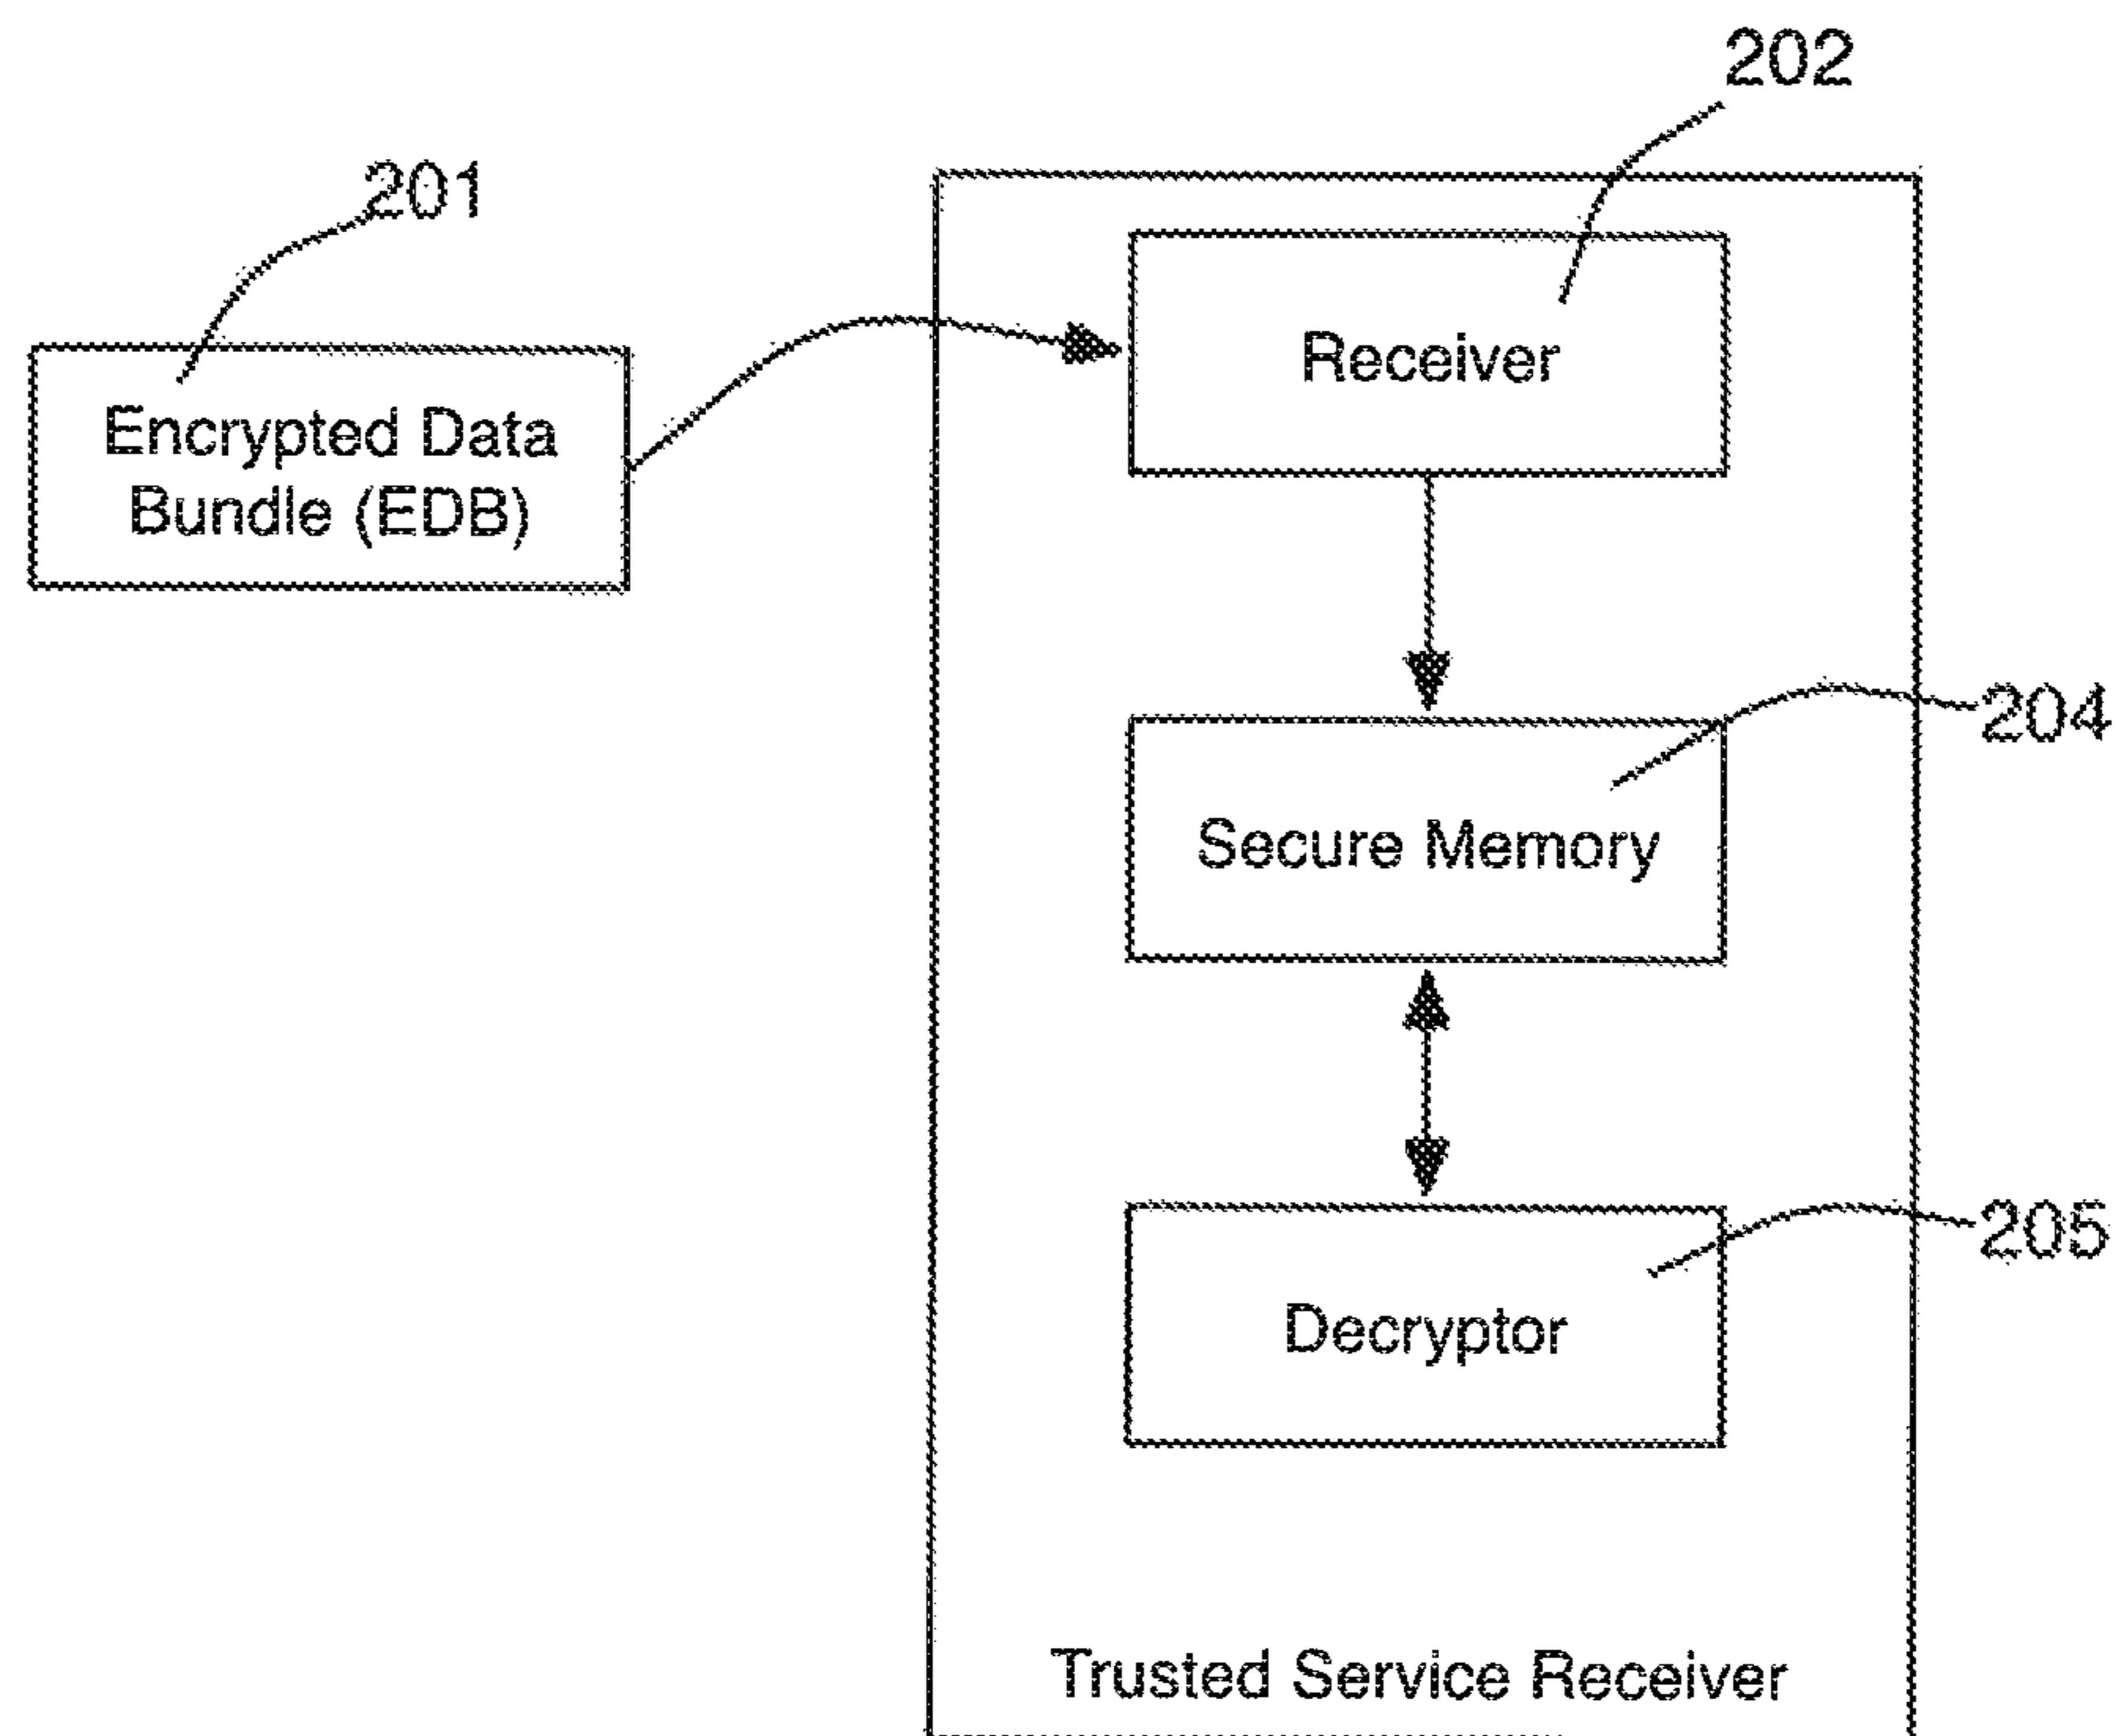 202
201
Receiver
Encrypted Data
Bundle (EDB)
204
Secure Memory
205
Decryptor
Trusted Service Receiver